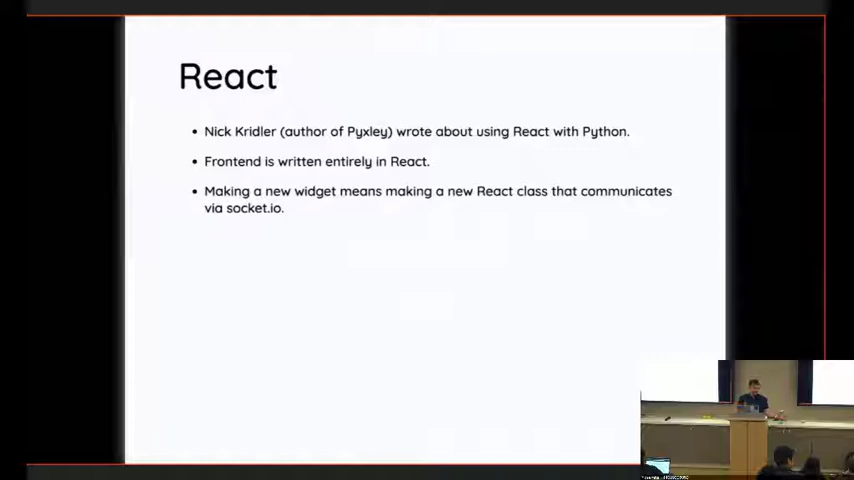 React
• Nick Kridler (author of Pyxley) wrote about using React with Python.
• Frontend is written entirely in React.
• Making a new widget means making a new React class that communicates
via socket.io.